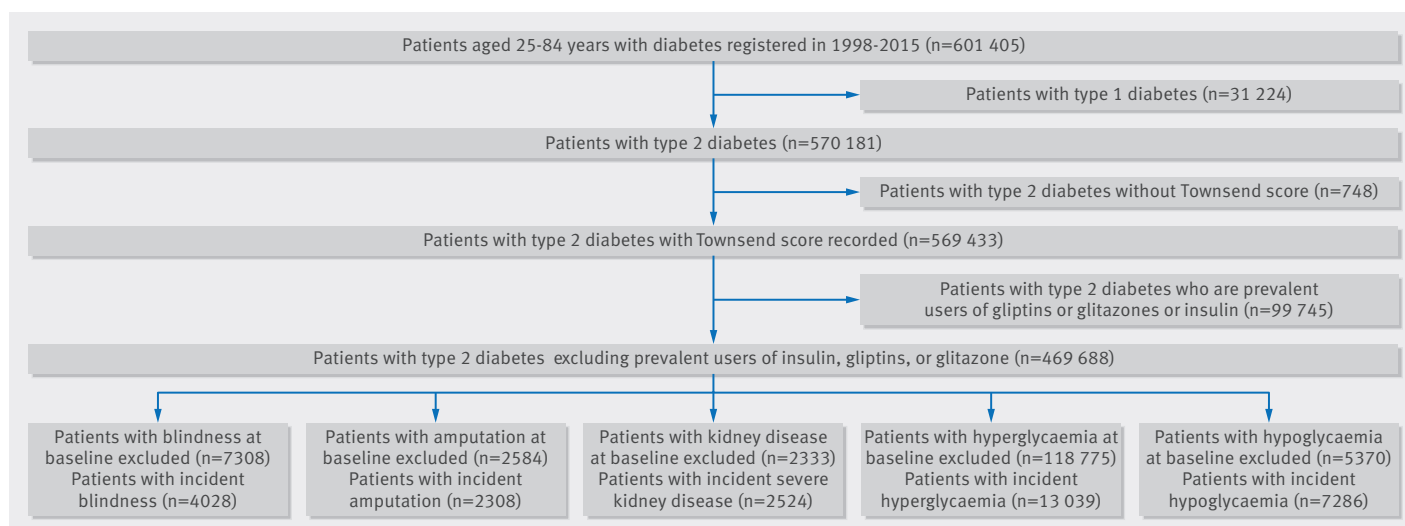 Patients aged 25-84 years with diabetes registered in 1998-2015 (n=601 405)
Patients with type 1 diabetes (n=31 224)
Patients with type 2 diabetes (n=570 181)
Patients with type 2 diabetes without Townsend score (n=748)
Patients with type 2 diabetes with Townsend score recorded (n=569 433)
Patients with type 2 diabetes who are prevalent
users of gliptins or glitazones or insulin (n=99 745)
Patients with type 2 diabetes excluding prevalent users of insulin, gliptins, or glitazone (n=469 688)
Patients with blindness at
baseline excluded (n=7308)
Patients with incident
blindness (n=4028)
Patients with amputation at
baseline excluded (n=2584)
Patients with incident
amputation (n=2308)
Patients with kidney disease
at baseline excluded (n=2333)
Patients with incident severe
kidney disease (n=2524)
Patients with hyperglycaemia at
baseline excluded (n=118 775)
Patients with incident
hyperglycaemia (n=13 039)
Patients with hypoglycaemia
at baseline excluded (n=5370)
Patients with incident
hypoglycaemia (n=7286)